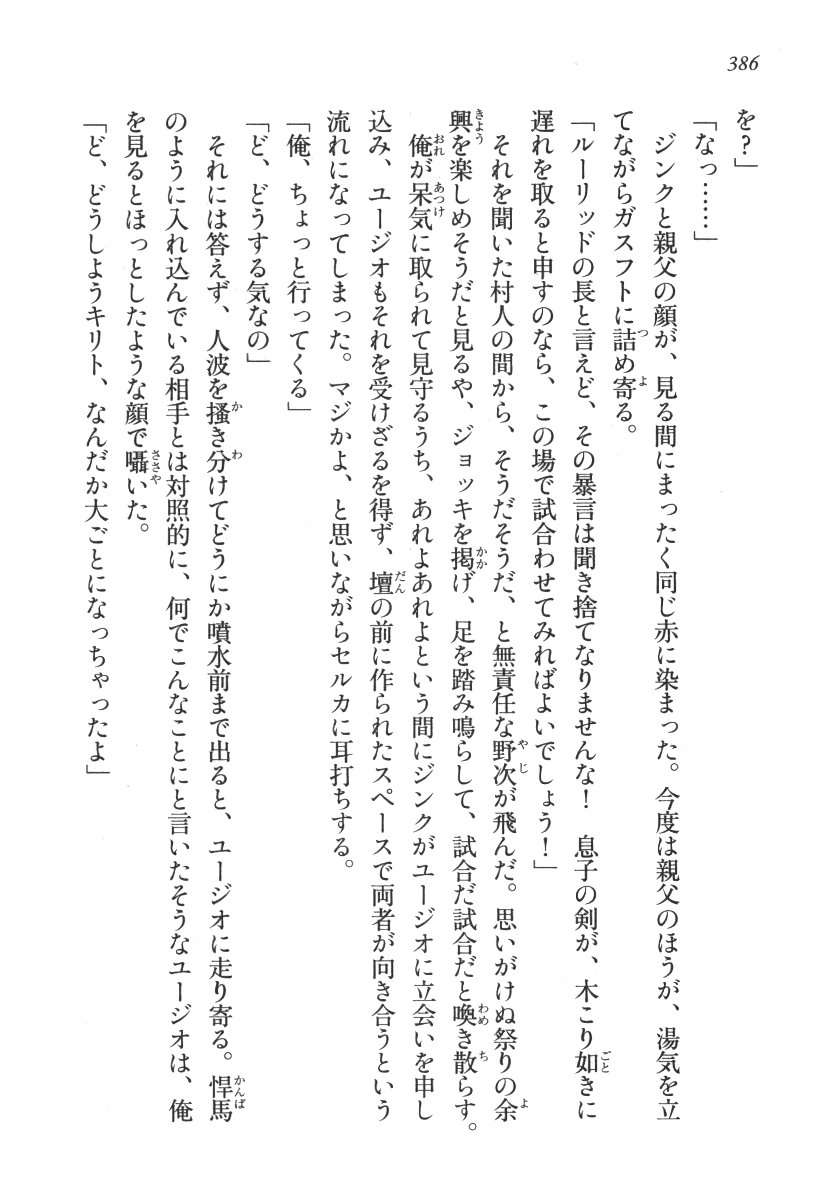 386
を？」
「なっ……」
　ジンクと親父の顔が、見る間にまったく同じ赤に染まった。今度は親父のほうが、湯気を立
てながらガスフトに詰め寄る。
「ルーリッドの長と言えど、その暴言は聞き捨てなりませんな！　息子の剣が、木こり如きに
遅れを取ると申すのなら、この場で試合わせてみればよいでしょう！」
　それを聞いた村人の間から、そうだそうだ、と無責任な野次が飛んだ。思いがけぬ祭りの余
興を楽しめそうだと見るや、ジョッキを掲げ、足を踏み鳴らして、試合だ試合だと喚き散らす。
　俺が呆気に取られて見守るうち、あれよあれよという間にジンクがユージオに立会いを申し
込み、ユージオもそれを受けざるを得ず、壇の前に作られたスペースで両者が向き合うという
流れになってしまった。マジかよ、と思いながらセルカに耳打ちする。
「俺、ちょっと行ってくる」
「ど、どうする気なの」
　それには答えず、人波を掻き分けてどうにか噴水前まで出ると、ユージオに走り寄る。悍馬
のように入れ込んでいる相手とは対照的に、何でこんなことにと言いたそうなユージオは、俺
を見るとほっとしたような顔で囁いた。
「ど、どうしようキリト、なんだか大ごとになっちゃったよ」